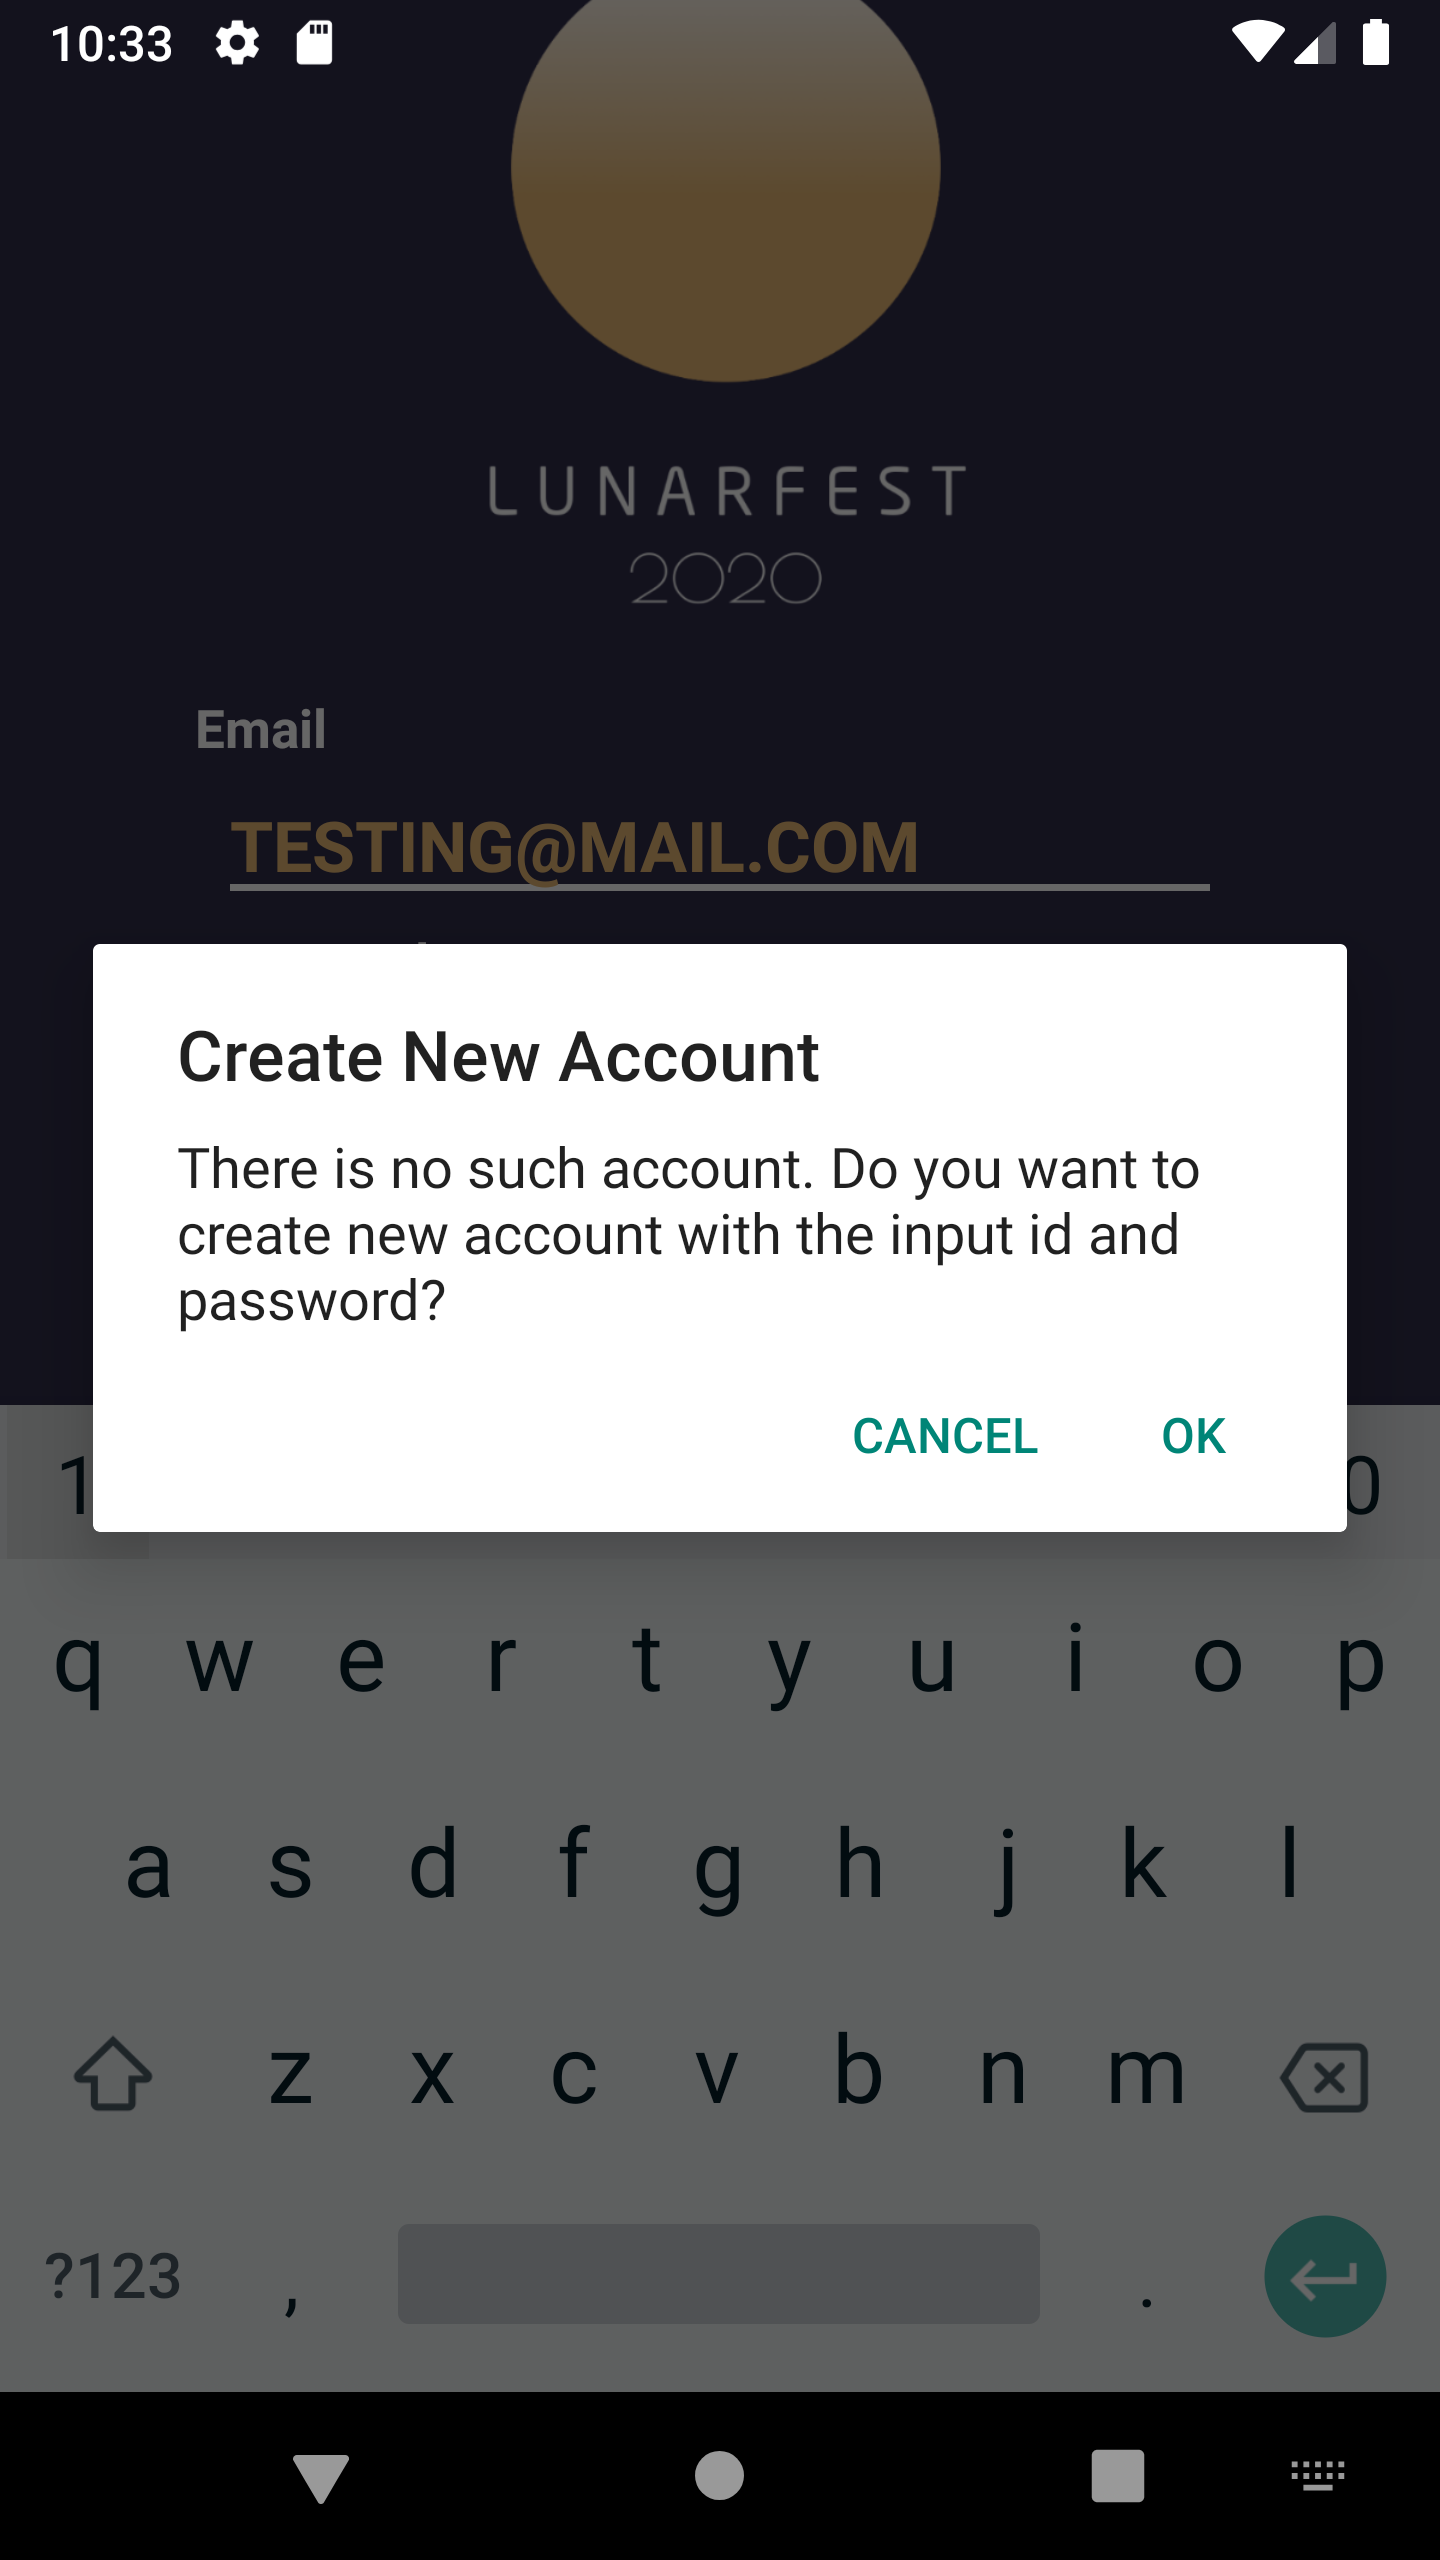 10:33
LUNARFEST
2020
Email
TESTING@MAIL.COM
Create New Account
There is no such account. Do you want to
create new account with the input id and
password?
CANCEL OK
1 0
q w e r t y u i o p
a s d f g h j k l
z x c v b n m
?123 , .